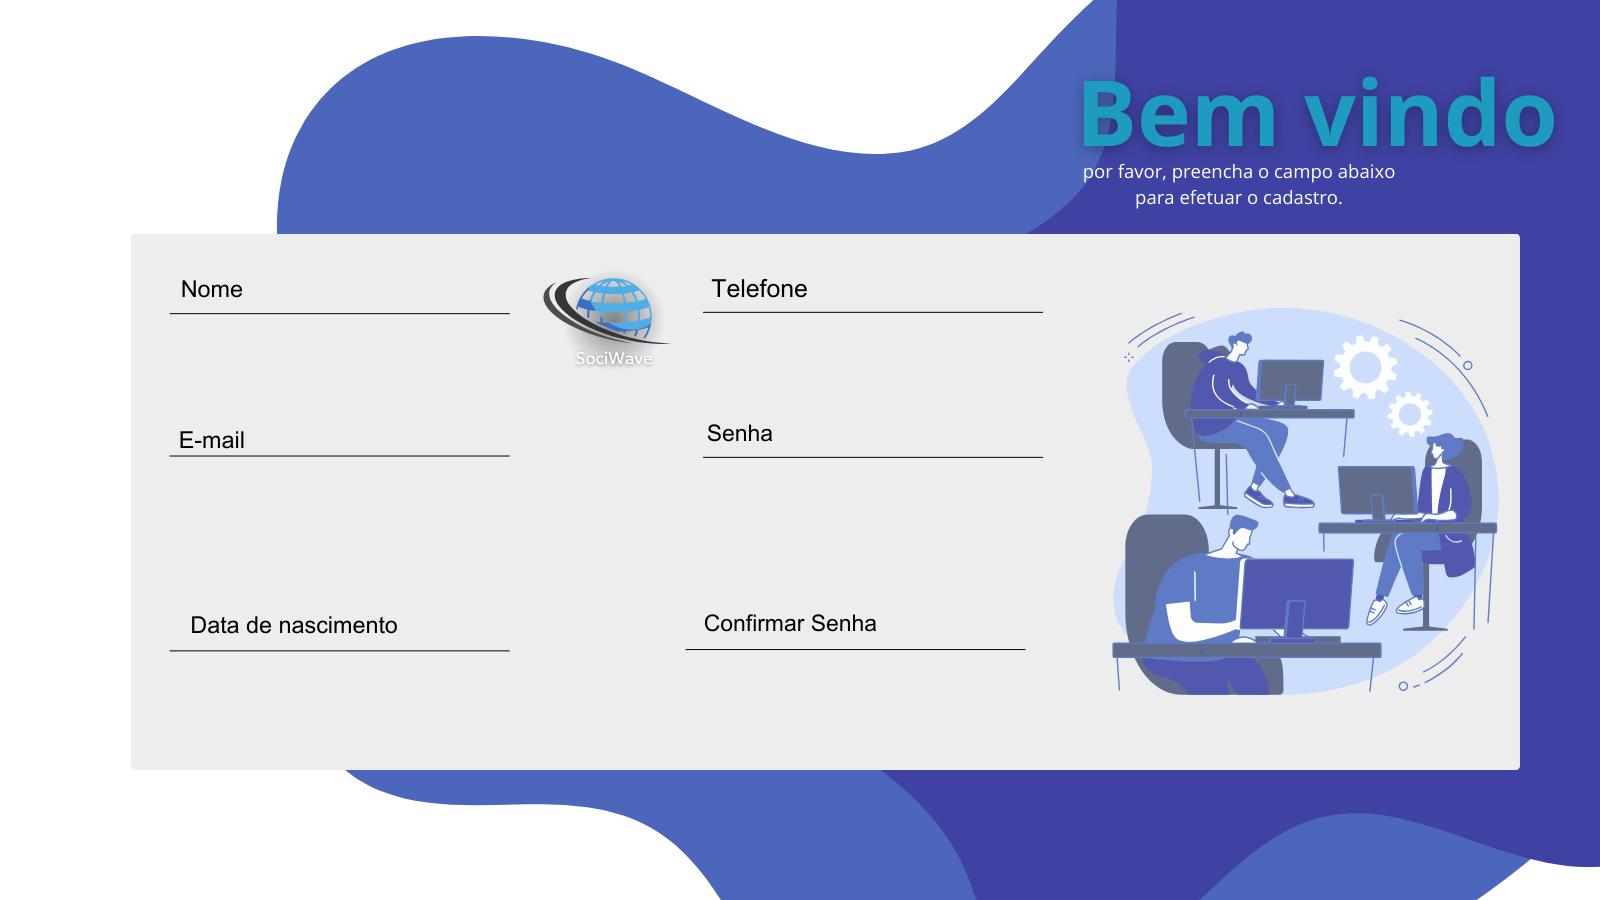 Bem vindo
por favor, preencha o campo abaixo
para efetuar o cadastro.
Nome
SociWave
Telefone
E-mail
Senha
Data de nascimento
Confirmar Senha